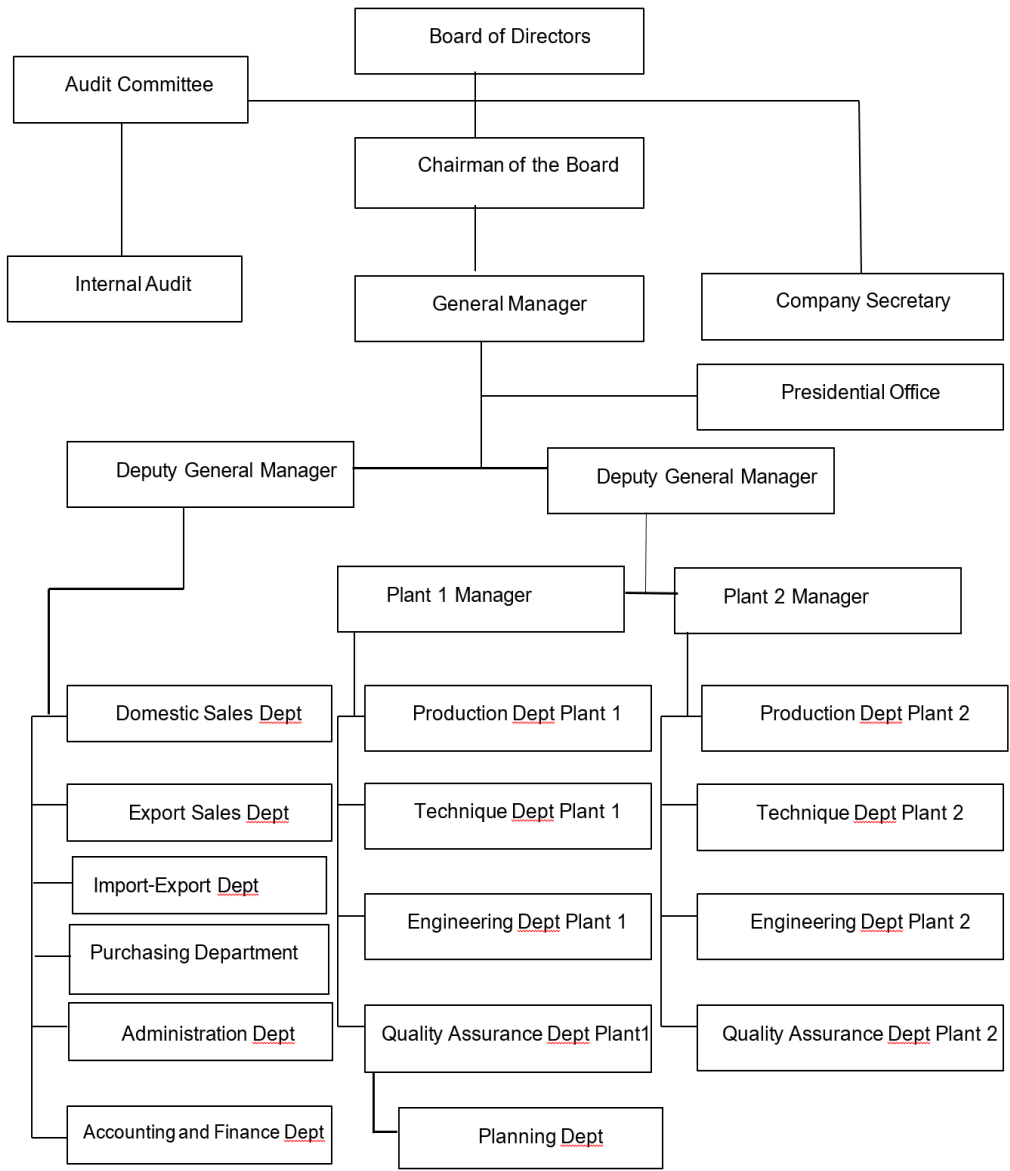 Board of Directors
Audit Committee
Chairman of the Board
Internal Audit
General Manager
Company Secretary
Presidential Office
Deputy General Manager
Deputy General Manager
Plant 1 Manager
Plant 2 Manager
Domestic Sales Dept
Production Dept Plant 1
Production Dept Plant 2
Export Sales Dept
Technique Dept Plant 1
Technique Dept Plant 2
Import-Export Dept
Engineering Dept Plant 1
Engineering Dept Plant 2
Purchasing Department
Administration Dept
Quality Assurance Dept Plant1
Quality Assurance Dept Plant 2
Accounting and Finance Dept
Planning Dept